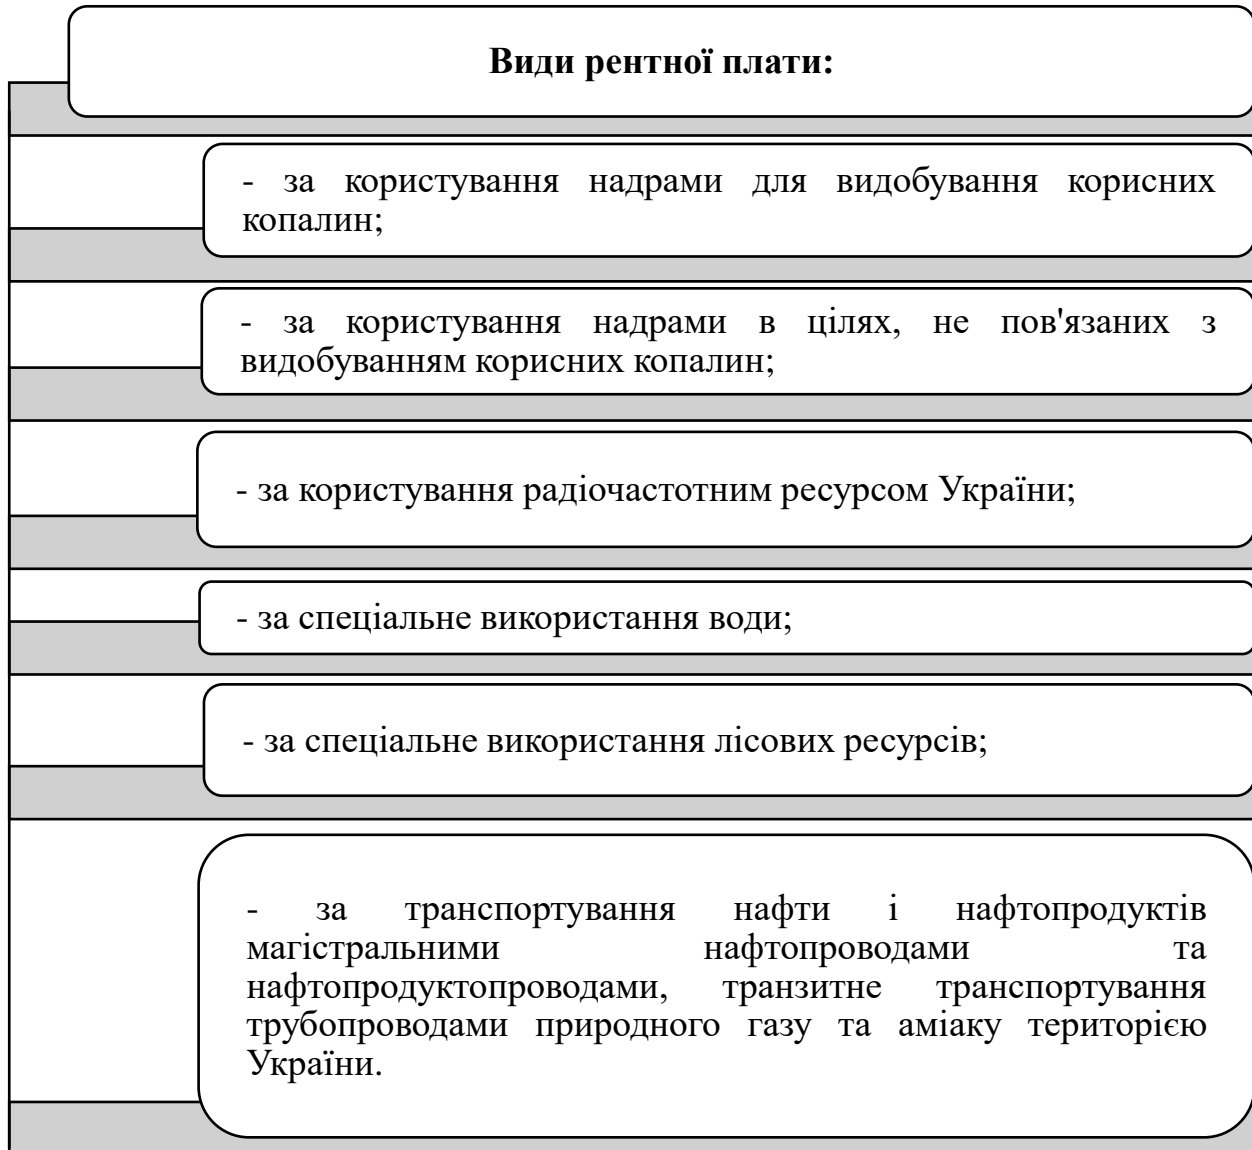 Види рентної плати:
- за користування надрами для видобування корисних
копалин;
- за користування надрами в цілях, не пов'язаних з
видобуванням корисних копалин;
- за користування радіочастотним ресурсом України;
- за спеціальне використання води;
- за спеціальне використання лісових ресурсів;
- за транспортування нафти і нафтопродуктів
магістральними нафтопроводами та
нафтопродуктопроводами, транзитне транспортування
трубопроводами природного газу та аміаку територією
України.